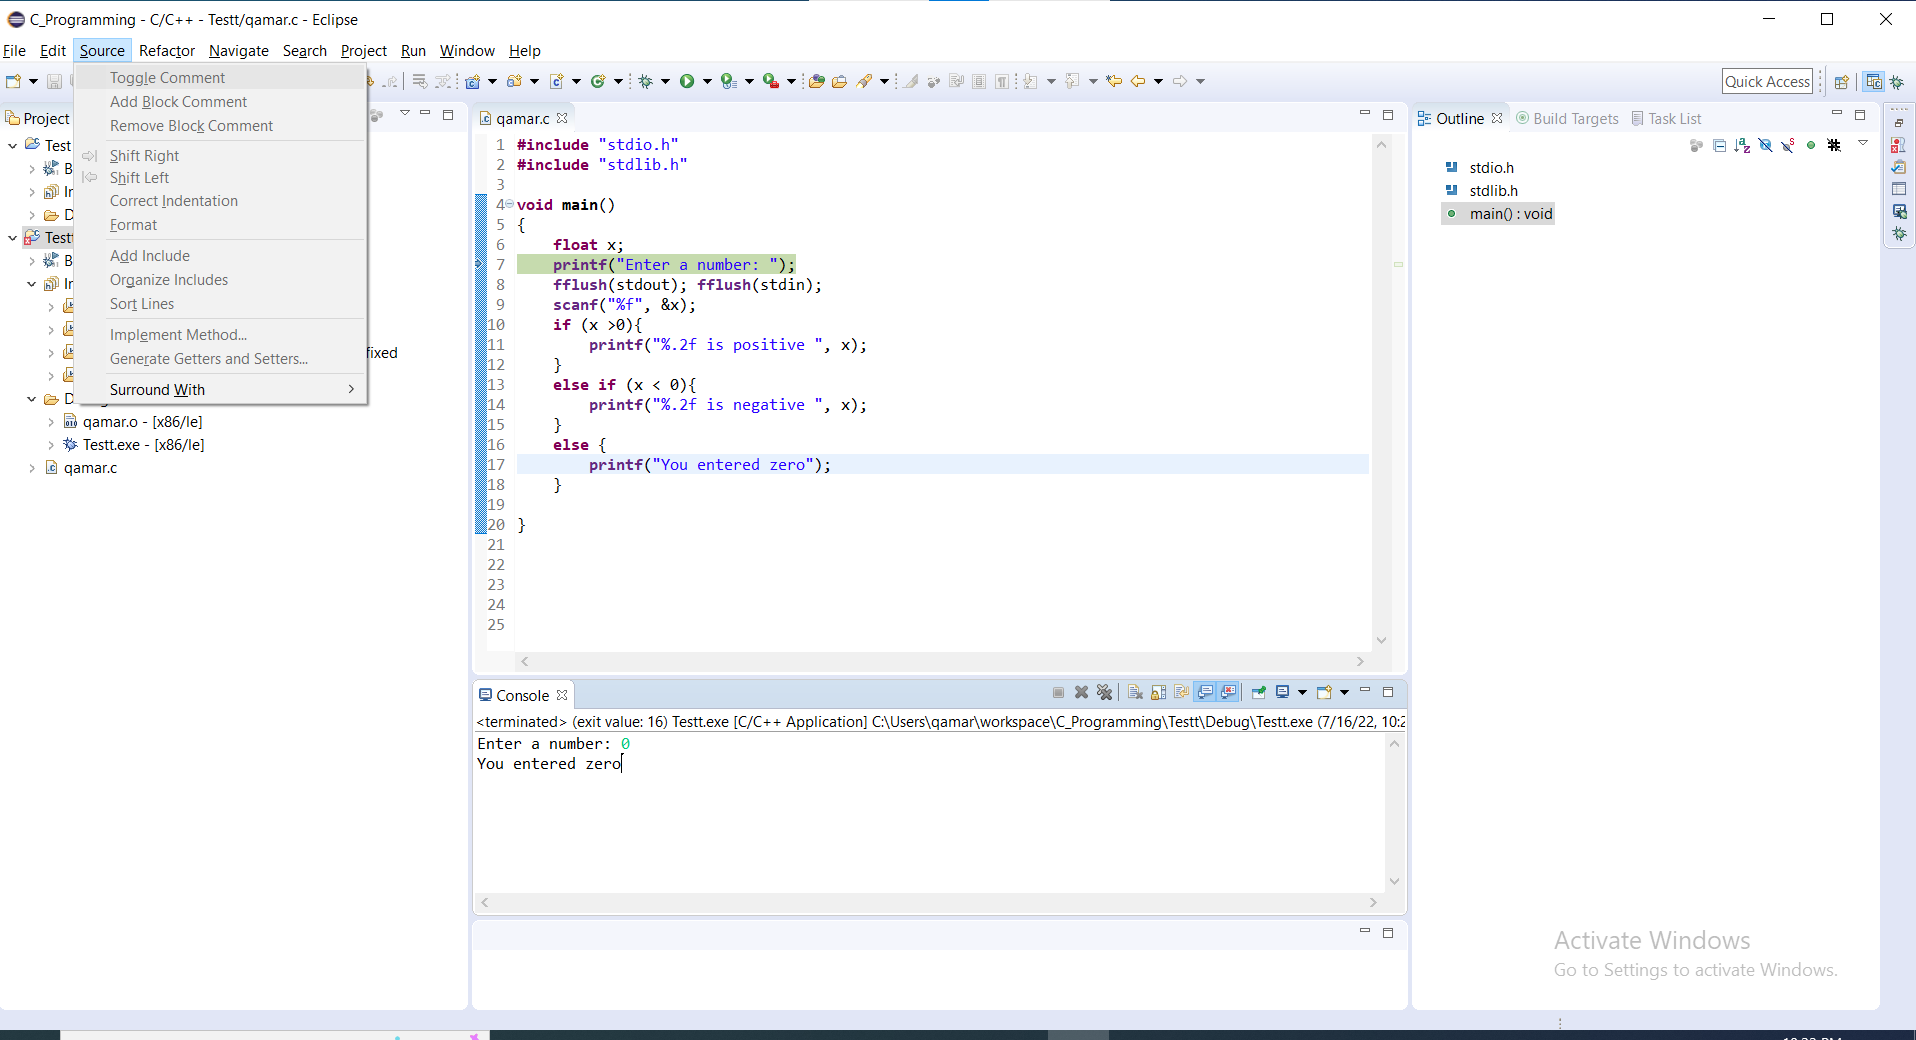 C_Programming - C/C++ - Testt/qamar.c - Eclipse
File Edit Source Refactor Navigate Search Project Run Window Help
Quick Access
Toggle Comment
Add Block Comment
Remove Block Comment
Shift Right
Shift Left
Correct Indentation
Format
Add Include
Organize Includes
Sort Lines
Implement Method...
Generate Getters and Setters...
Surround With
Project
Test
B
In
D
Testt
B
In
fixed
D
qamar.o - [x86/le]
Testt.exe - [x86/le]
qamar.c
qamar.c
1 #include "stdio.h"
2 #include "stdlib.h"
3
4 void main()
5 {
6 float x;
7 printf("Enter a number: ");
8 fflush(stdout); fflush(stdin);
9 scanf("%f", &x);
10 if (x >0){
11 printf("%.2f is positive ", x);
12 }
13 else if (x < 0){
14 printf("%.2f is negative ", x);
15 }
16 else {
17 printf("You entered zero");
18 }
19
20 }
21
22
23
24
25
Console
<terminated> (exit value: 16) Testt.exe [C/C++ Application] C:\Users\qamar\workspace\C_Programming\Testt\Debug\Testt.exe (7/16/22, 10:2
Enter a number: 0
You entered zero
Outline Build Targets Task List
stdio.h
stdlib.h
main() : void
Activate Windows
Go to Settings to activate Windows.